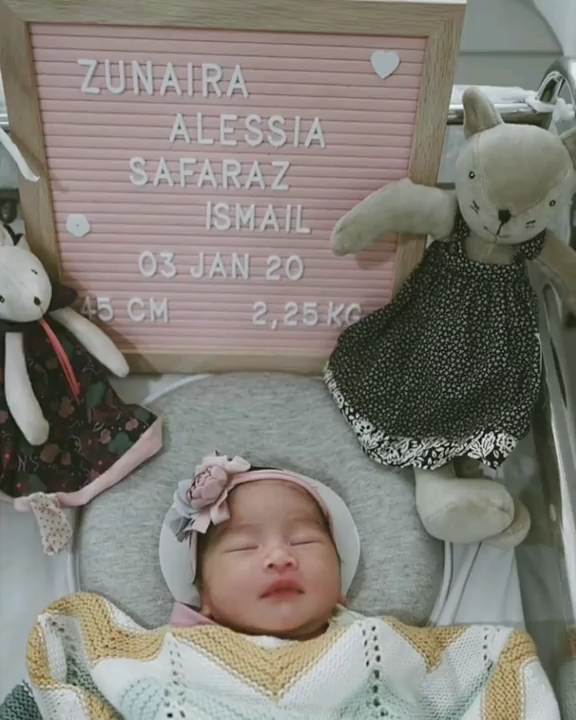 ZUNAIRA
ALESSIA
SAFARAZ
ISMAIL
03 JAN 20
45 CM 2,25 KG